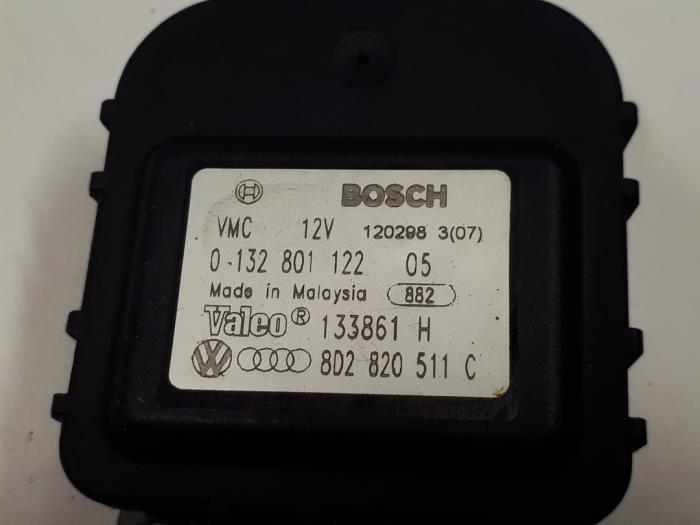 BOSCH
VMC 12V 120298 3(07)
0-132 801 122 05
Made in Malaysia 882
Valeo® 133861 H
8D2 820 511 C